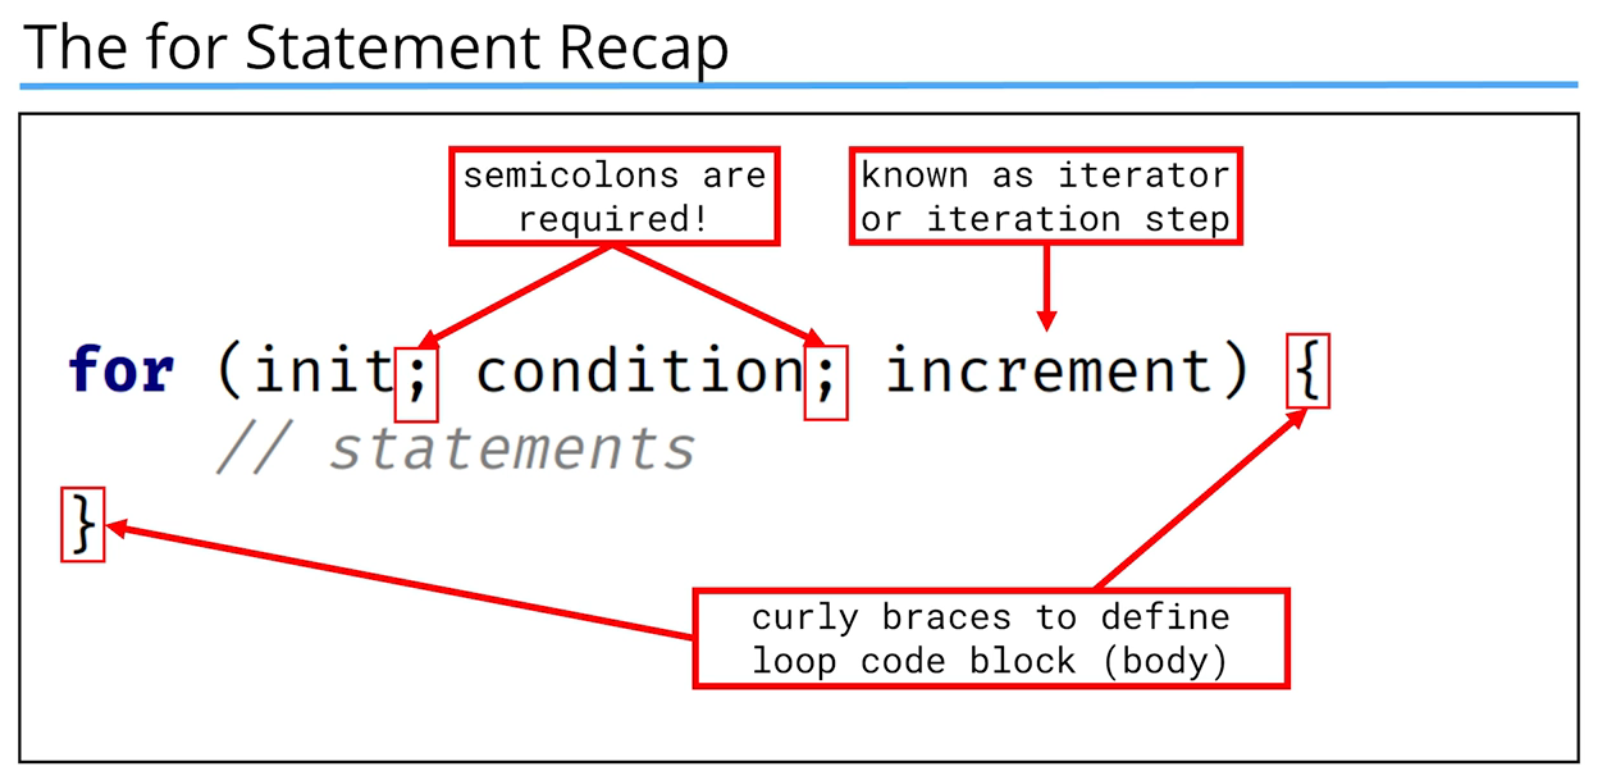 The for Statement Recap
semicolons are
required!
known as iterator
or iteration step
for (init; condition; increment) {
// statements
}
curly braces to define
loop code block (body)